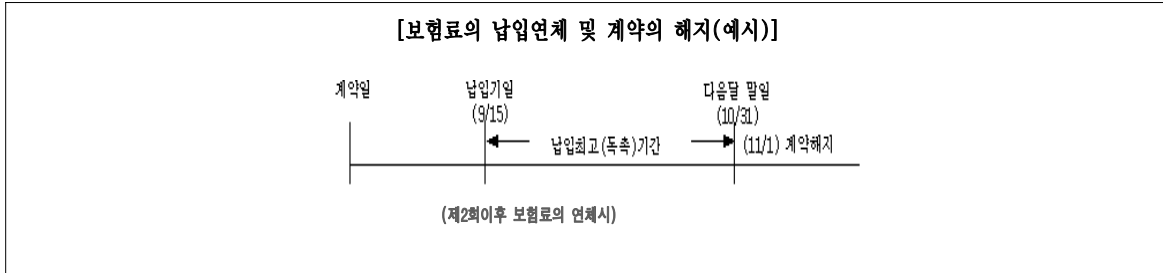 [보험료의 납입연체 및 계약의 해지(예시)]
계약일 납입기일 다음달 말일
(9/15) (10/31)
납입최고(독촉)기간 (11/1) 계약해지
(제2회이후 보험료의 연체시)